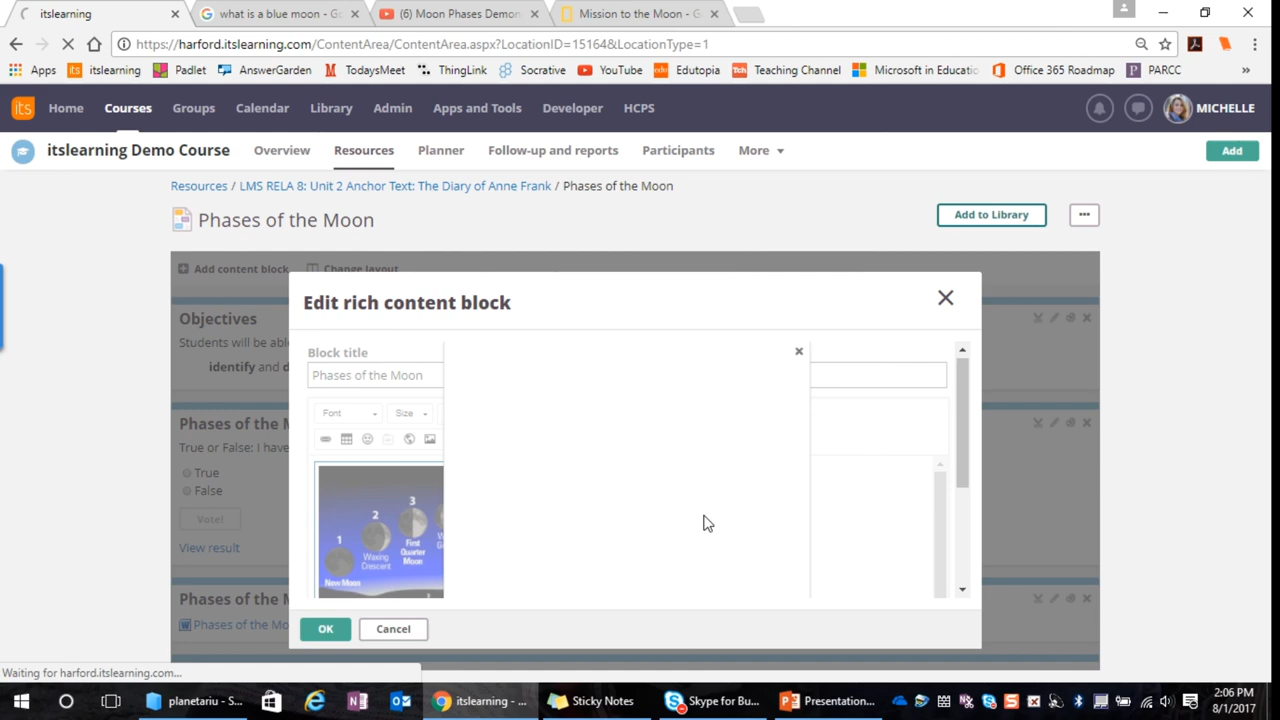 itslearning
what is a blue moon - Go
(6) Moon Phases Demon
Mission to the Moon - G
https://harford.itslearning.com/ContentArea/ContentArea.aspx?LocationID=15164&LocationType=1
Apps itslearning Padlet AnswerGarden TodaysMeet ThingLink Socrative YouTube Edutopia Teaching Channel Microsoft in Educatio Office 365 Roadmap PARCC »
its Home Courses Groups Calendar Library Admin Apps and Tools Developer HCPS MICHELLE
itslearning Demo Course Overview Resources Planner Follow-up and reports Participants More Add
Resources / LMS RELA 8: Unit 2 Anchor Text: The Diary of Anne Frank / Phases of the Moon
Phases of the Moon Add to Library
Add content block Change layout
Edit rich content block
Objectives
Students will be able
identify and d
Block title
Phases of the Moon
Font Size
Phases of the M
True or False: I have
True
False
Vote!
View result
3
2
1
First Quarter Moon
Waxing Crescent
New Moon
Phases of the M
Phases of the Mo
OK Cancel
Waiting for harford.itslearning.com...
planetariu - S... itslearning - ... Sticky Notes Skype for Bu... Presentation...
2:06 PM
8/1/2017